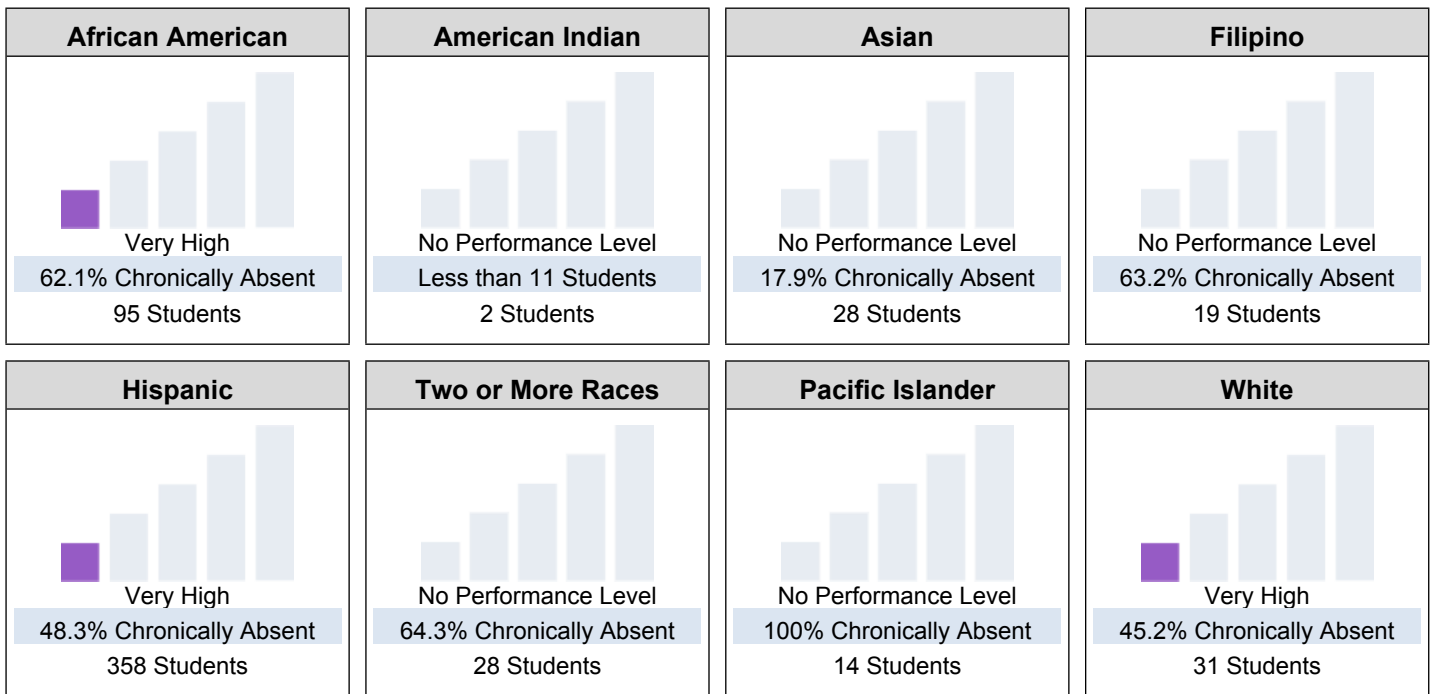 African American
Very High
62.1% Chronically Absent
95 Students
American Indian
No Performance Level
Less than 11 Students
2 Students
Asian
No Performance Level
17.9% Chronically Absent
28 Students
Filipino
No Performance Level
63.2% Chronically Absent
19 Students
Hispanic
Very High
48.3% Chronically Absent
358 Students
Two or More Races
No Performance Level
64.3% Chronically Absent
28 Students
Pacific Islander
No Performance Level
100% Chronically Absent
14 Students
White
Very High
45.2% Chronically Absent
31 Students